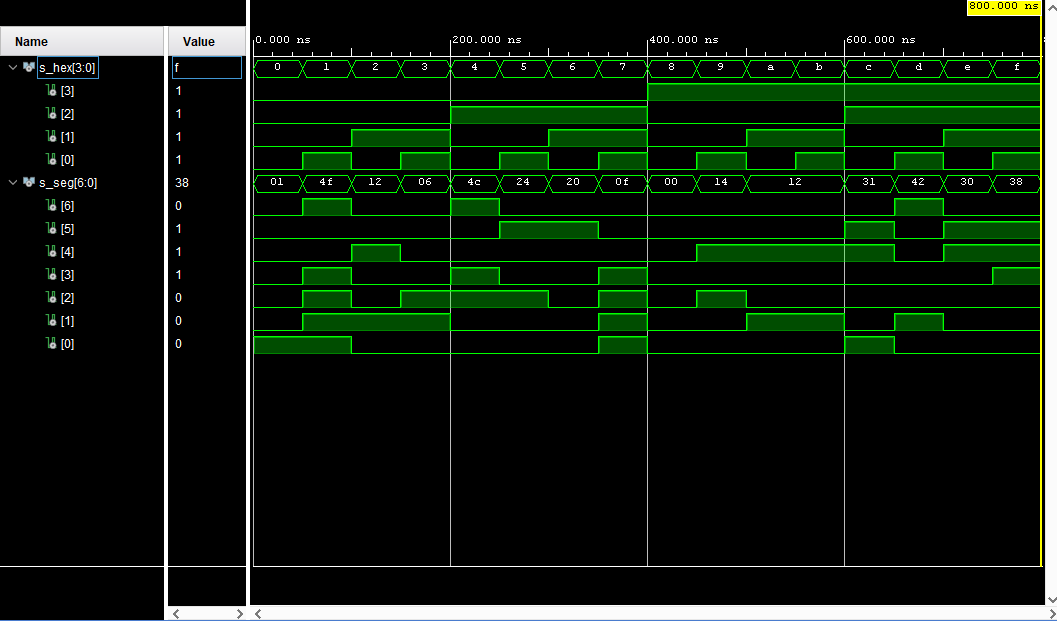 800.000 ns
Name Value
0.000 ns 200.000 ns 400.000 ns 600.000 ns
s_hex[3:0] f 0 1 2 3 4 5 6 7 8 9 a b c d e f
[3] 1
[2] 1
[1] 1
[0] 1
s_seg[6:0] 38 01 4f 12 06 4c 24 20 0f 00 14 12 31 42 30 38
[6] 0
[5] 1
[4] 1
[3] 1
[2] 0
[1] 0
[0] 0